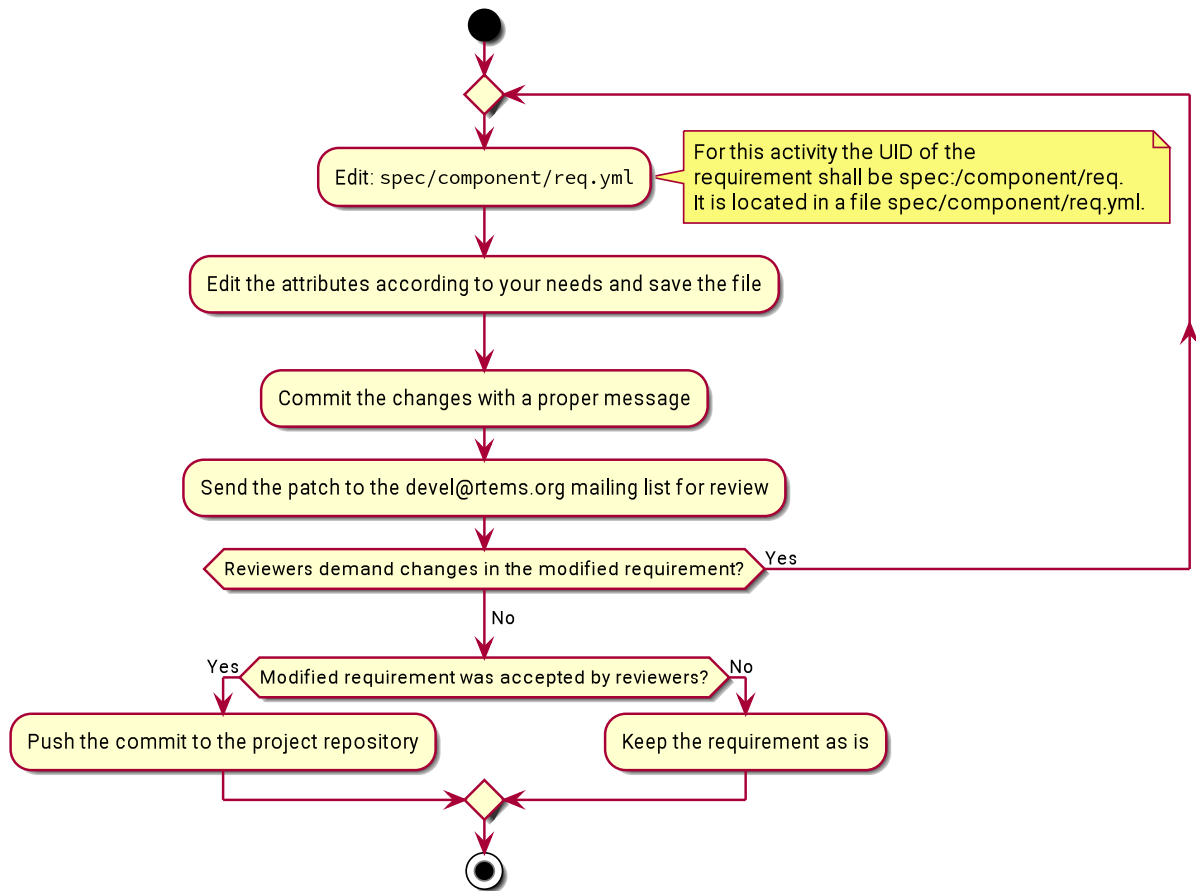 Edit: spec/component/req.yml
For this activity the UID of the
requirement shall be spec:/component/req.
It is located in a file spec/component/req.yml.
Edit the attributes according to your needs and save the file
Commit the changes with a proper message
Send the patch to the devel@rtems.org mailing list for review
Reviewers demand changes in the modified requirement?
Yes
No
Yes
Modified requirement was accepted by reviewers?
No
Push the commit to the project repository
Keep the requirement as is